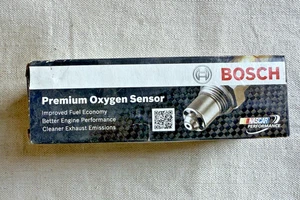 BOSCH
Premium Oxygen Sensor
Improved Fuel Economy
Better Engine Performance
Cleaner Exhaust Emissions
NASCAR
PERFORMANCE